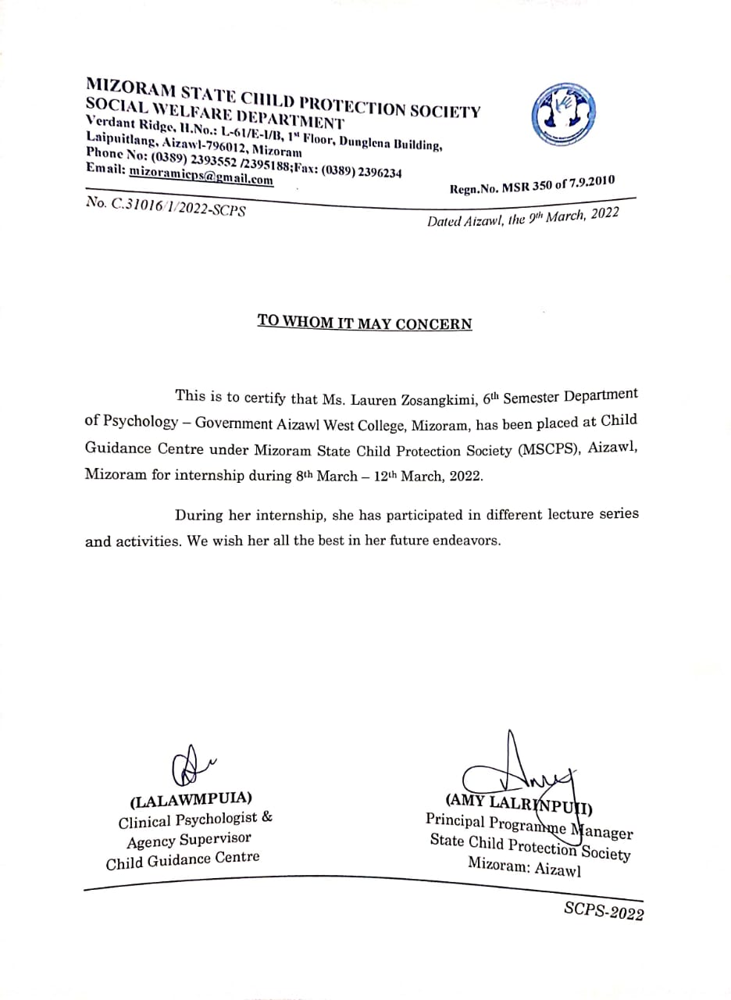 MIZORAM STATE CHILD PROTECTION SOCIETY
SOCIAL WELFARE DEPARTMENT
Verdant Ridge, H.No.: L-61/E-I/B, 1st Floor, Dunglena Building,
Laipuitlang, Aizawl-796012, Mizoram
Phone No: (0389) 2393552 /2395188;Fax: (0389) 2396234
Email: mizoramicps@gmail.com
Regn.No. MSR 350 of 7.9.2010
No. C.31016/1/2022-SCPS
Dated Aizawl, the 9th March, 2022
TO WHOM IT MAY CONCERN
This is to certify that Ms. Lauren Zosangkimi, 6th Semester Department
of Psychology – Government Aizawl West College, Mizoram, has been placed at Child
Guidance Centre under Mizoram State Child Protection Society (MSCPS), Aizawl,
Mizoram for internship during 8th March – 12th March, 2022.
During her internship, she has participated in different lecture series
and activities. We wish her all the best in her future endeavors.
(LALAWMPUIA)
Clinical Psychologist &
Agency Supervisor
Child Guidance Centre
Amy
(AMY LALRINPUII)
Principal Programme Manager
State Child Protection Society
Mizoram: Aizawl
SCPS-2022